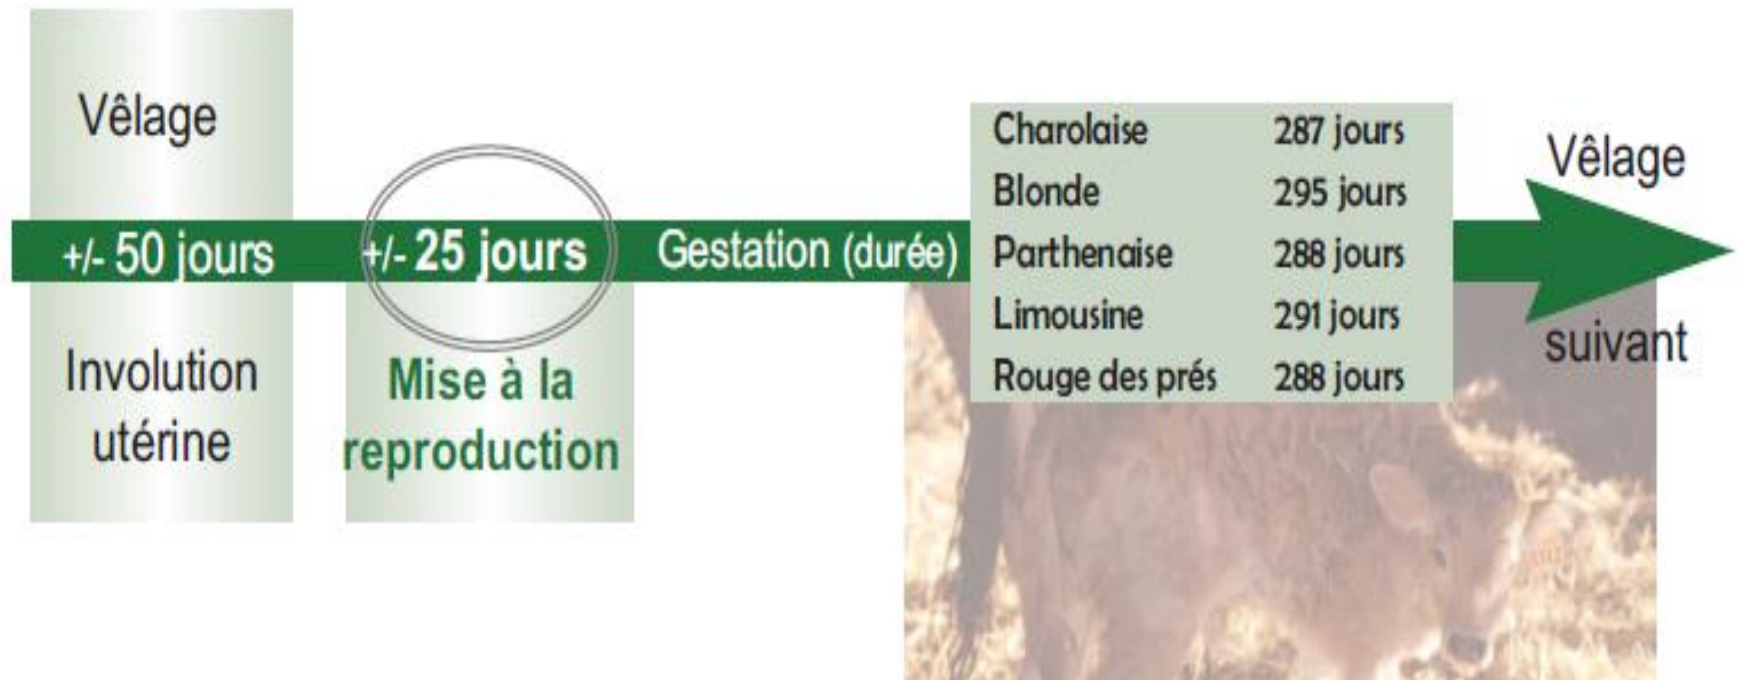 Vêlage
+/- 50 jours
Involution
utérine
+/- 25 jours
Mise à la
reproduction
Gestation (durée)
Charolaise 287 jours
Blonde 295 jours
Parthenaise 288 jours
Limousine 291 jours
Rouge des prés 288 jours
Vêlage
suivant